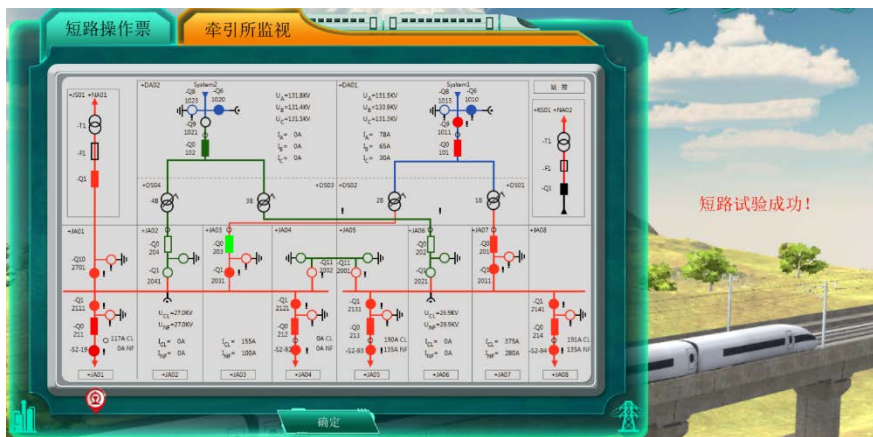 短路操作票
牵引所监视
+JS01 +NA01
-T1
-F1
-Q1
+DA02
System2
-Q8
1023
-Q6
1020
-Q9
1021
-Q0
102
UA=131.8KV
UB=131.4KV
UC=131.5KV
IA= 0A
IB= 0A
IC= 0A
+DA01
UA=131.5KV
UB=130.9KV
UC=131.3KV
IA= 78A
IB= 65A
IC= 30A
System1
-Q8
1013
-Q6
1010
-Q9
1011
-Q0
101
+KS01 +NA02
-T1
-F1
-Q1
+DS04
4B
+DS03
3B
+DS02
2B
+DS01
1B
短路试验成功!
+JA01
-Q10
2701
+JA02
-Q0
204
-Q1
2041
+JA03
-Q0
203
-Q1
2031
+JA04
-Q11
2002
+JA05
-Q11
2001
+JA06
-Q0
202
-Q1
2021
+JA07
-Q0
201
-Q1
2011
+JA08
-Q1
2111
-Q0
211
117A CL
0A NF
UCL=27.0KV
UNF=27.0KV
ICL= 0A
INF= 0A
155A
100A
-Q1
2121
-Q0
212
-S2-92
0A CL
0A NF
-Q1
2131
-Q0
213
-S2-93
190A CL
135A NF
UCL=26.9KV
UNF=26.9KV
ICL= 0A
INF= 0A
ICL= 375A
INF= 280A
-Q1
2141
-Q0
214
-S2-94
191A CL
135A NF
+JA01
+JA02
+JA03
+JA04
+JA05
+JA06
+JA07
+JA08
确定